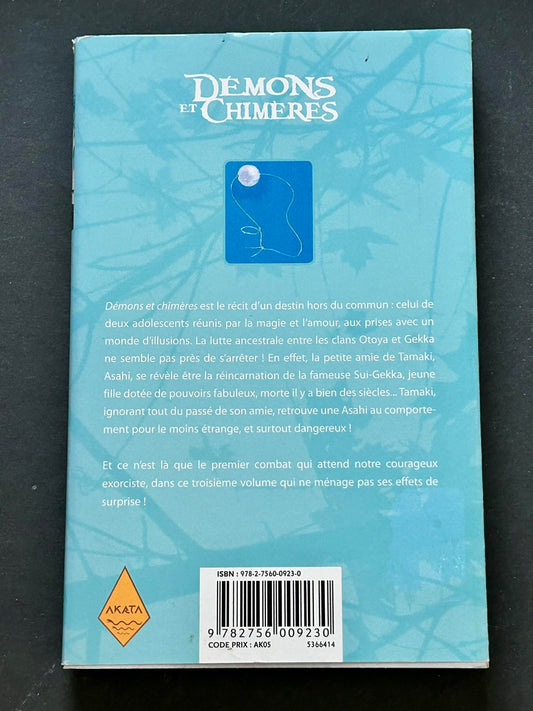 DÉMONS
ET CHIMÈRES
Démons et chimères est le récit d'un destin hors du commun : celui de
deux adolescents réunis par la magie et l'amour, aux prises avec un
monde d'illusions. La lutte ancestrale entre les clans Otoya et Gekka
ne semble pas près de s'arrêter ! En effet, la petite amie de Tamaki,
Asahi, se révèle être la réincarnation de la fameuse Sui-Gekka, jeune
fille dotée de pouvoirs fabuleux, morte il y a bien des siècles... Tamaki,
ignorant tout du passé de son amie, retrouve une Asahi au comporte-
ment pour le moins étrange, et surtout dangereux !
Et ce n'est là que le premier combat qui attend notre courageux
exorciste, dans ce troisième volume qui ne ménage pas ses effets de
surprise !
AKATA
ISBN : 978-2-7560-0923-0
9 782756 009230
CODE PRIX : AK05 5366414